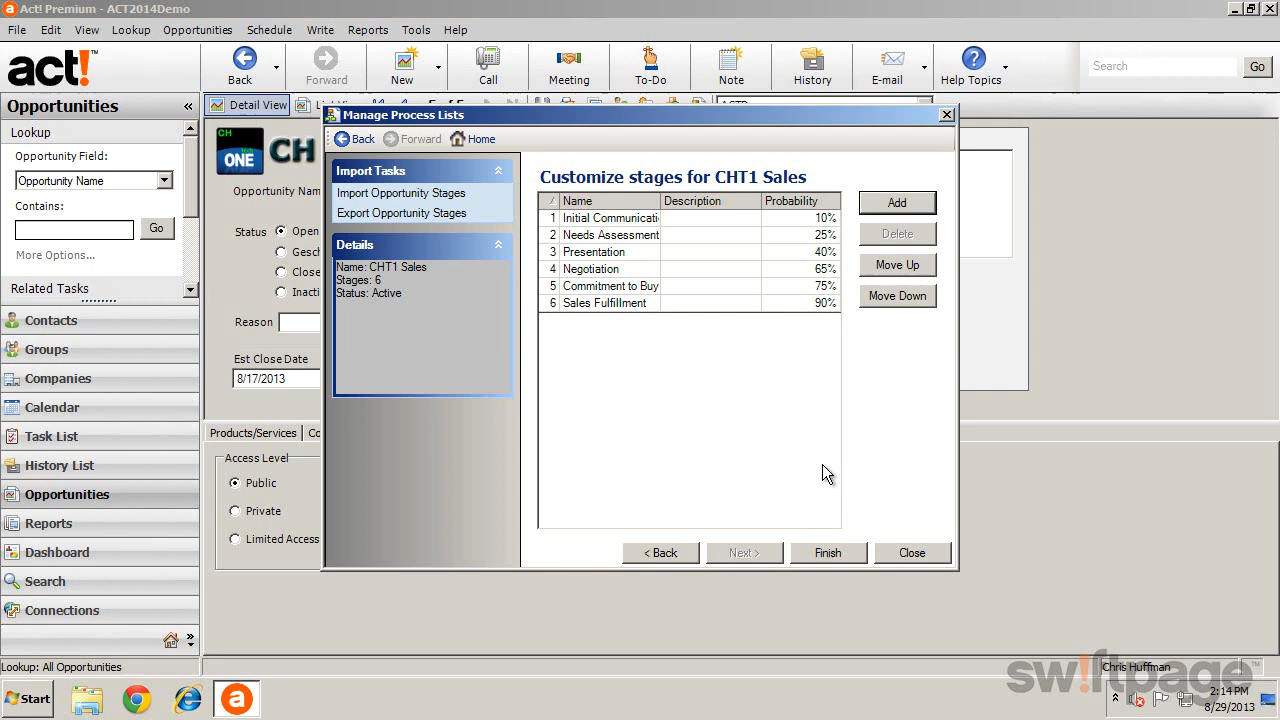 Act! Premium - ACT2014Demo
File Edit View Lookup Opportunities Schedule Write Reports Tools Help
act!™
Back Forward New Call Meeting To-Do Note History E-mail Help Topics Search Go
Opportunities
Detail View
Lookup
Opportunity Field:
Opportunity Name
Contains:
Go
More Options...
Related Tasks
Contacts
Groups
Companies
Calendar
Task List
History List
Opportunities
Reports
Dashboard
Search
Connections
CH
ONE
CH
Status Open
Reason
Est Close Date
8/17/2013
Products/Services
Access Level
Public
Private
Limited Access
Manage Process Lists
Back Forward Home
Import Tasks
Import Opportunity Stages
Export Opportunity Stages
Details
Name: CHT1 Sales
Stages: 6
Status: Active
Customize stages for CHT1 Sales
Name Description Probability
1 Initial Communicati 10%
2 Needs Assessment 25%
3 Presentation 40%
4 Negotiation 65%
5 Commitment to Buy 75%
6 Sales Fulfillment 90%
Add
Delete
Move Up
Move Down
< Back Next > Finish Close
Lookup: All Opportunities
Chris Huffman
swiftpage™
Start
2:14 PM
8/29/2013